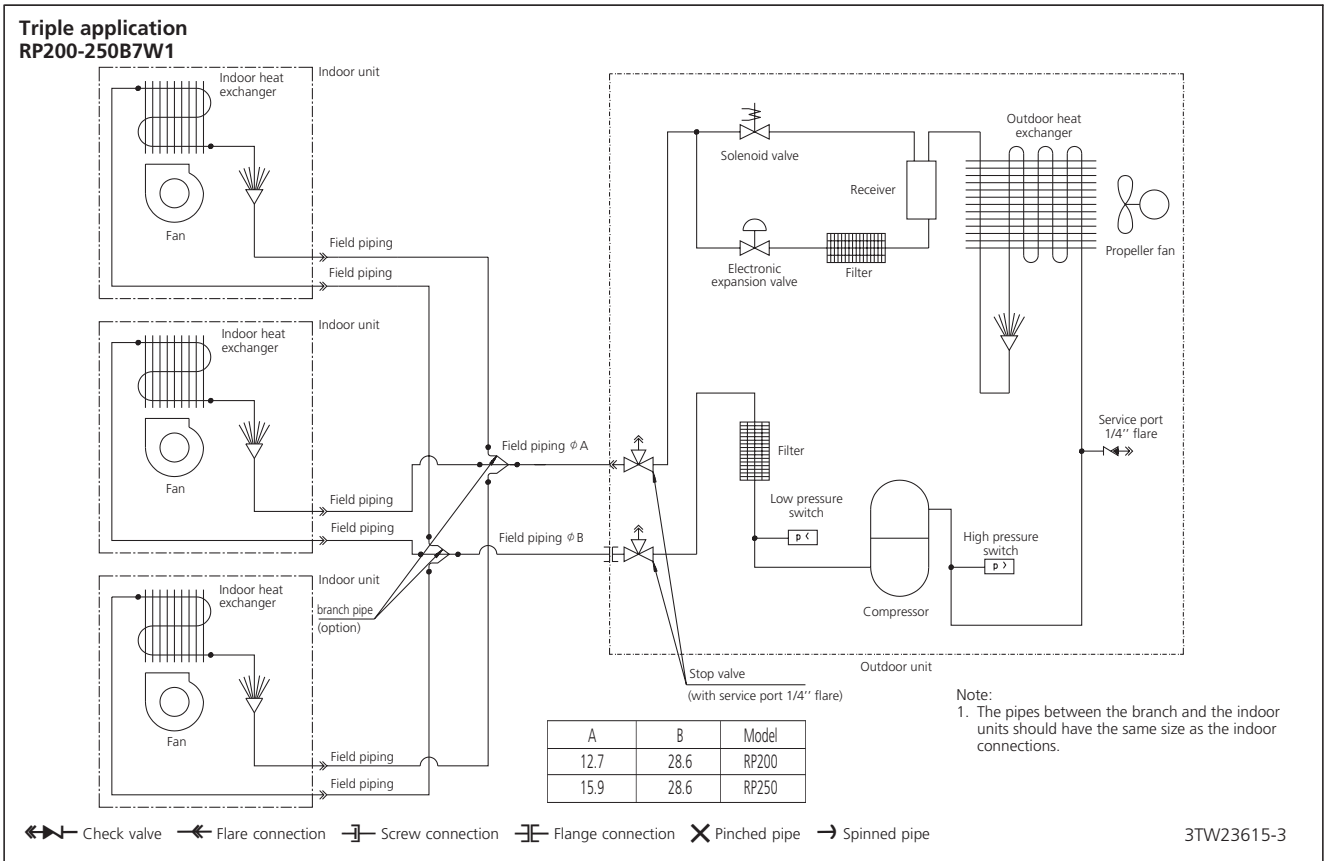 Triple application
RP200-250B7W1
Indoor unit
Indoor heat
exchanger
Fan
Field piping
Field piping
Indoor unit
Indoor heat
exchanger
Fan
Field piping
Field piping
Indoor unit
Indoor heat
exchanger
Fan
Field piping
Field piping
branch pipe
(option)
Field piping ϕA
Field piping ϕB
Solenoid valve
Receiver
Outdoor heat
exchanger
Propeller fan
Electronic
expansion valve
Filter
Filter
Low pressure
switch
p <
Compressor
High pressure
switch
p >
Service port
1/4'' flare
Outdoor unit
Stop valve
(with service port 1/4'' flare)
A B Model
12.7 28.6 RP200
15.9 28.6 RP250
Note:
1. The pipes between the branch and the indoor
units should have the same size as the indoor
connections.
Check valve Flare connection Screw connection Flange connection Pinched pipe Spinned pipe
3TW23615-3